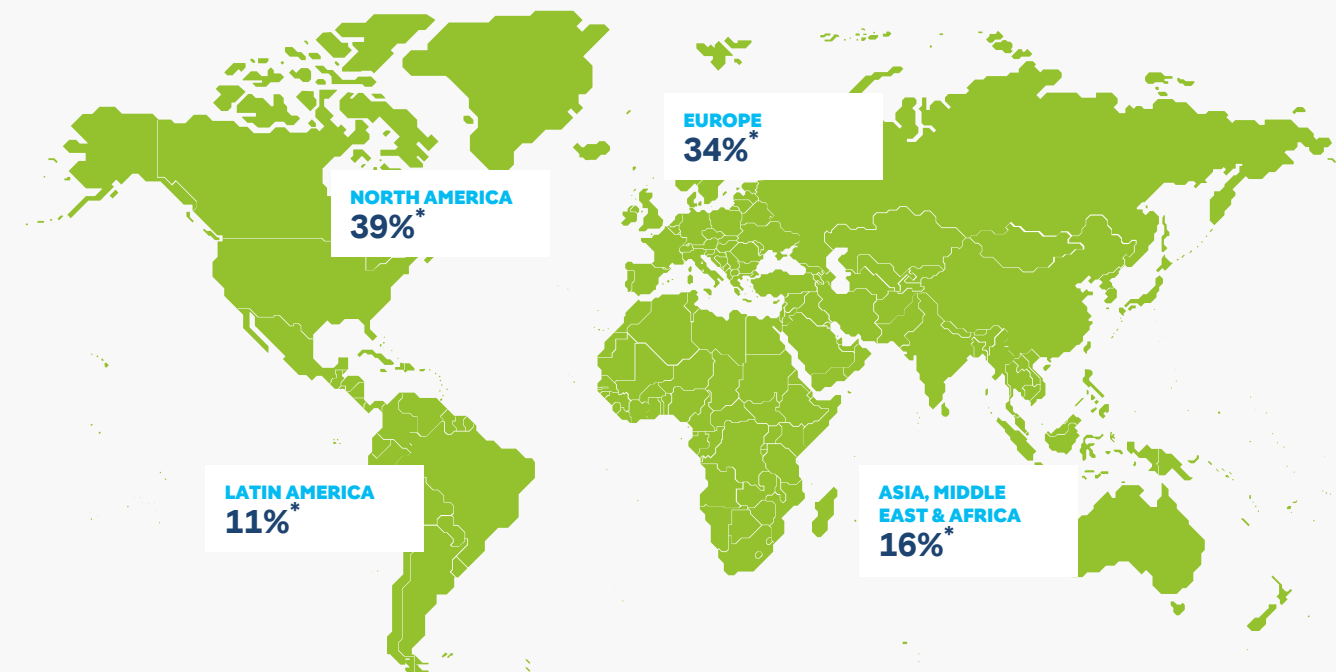 EUROPE
34%*
NORTH AMERICA
39%*
LATIN AMERICA
11%*
ASIA, MIDDLE
EAST & AFRICA
16%*